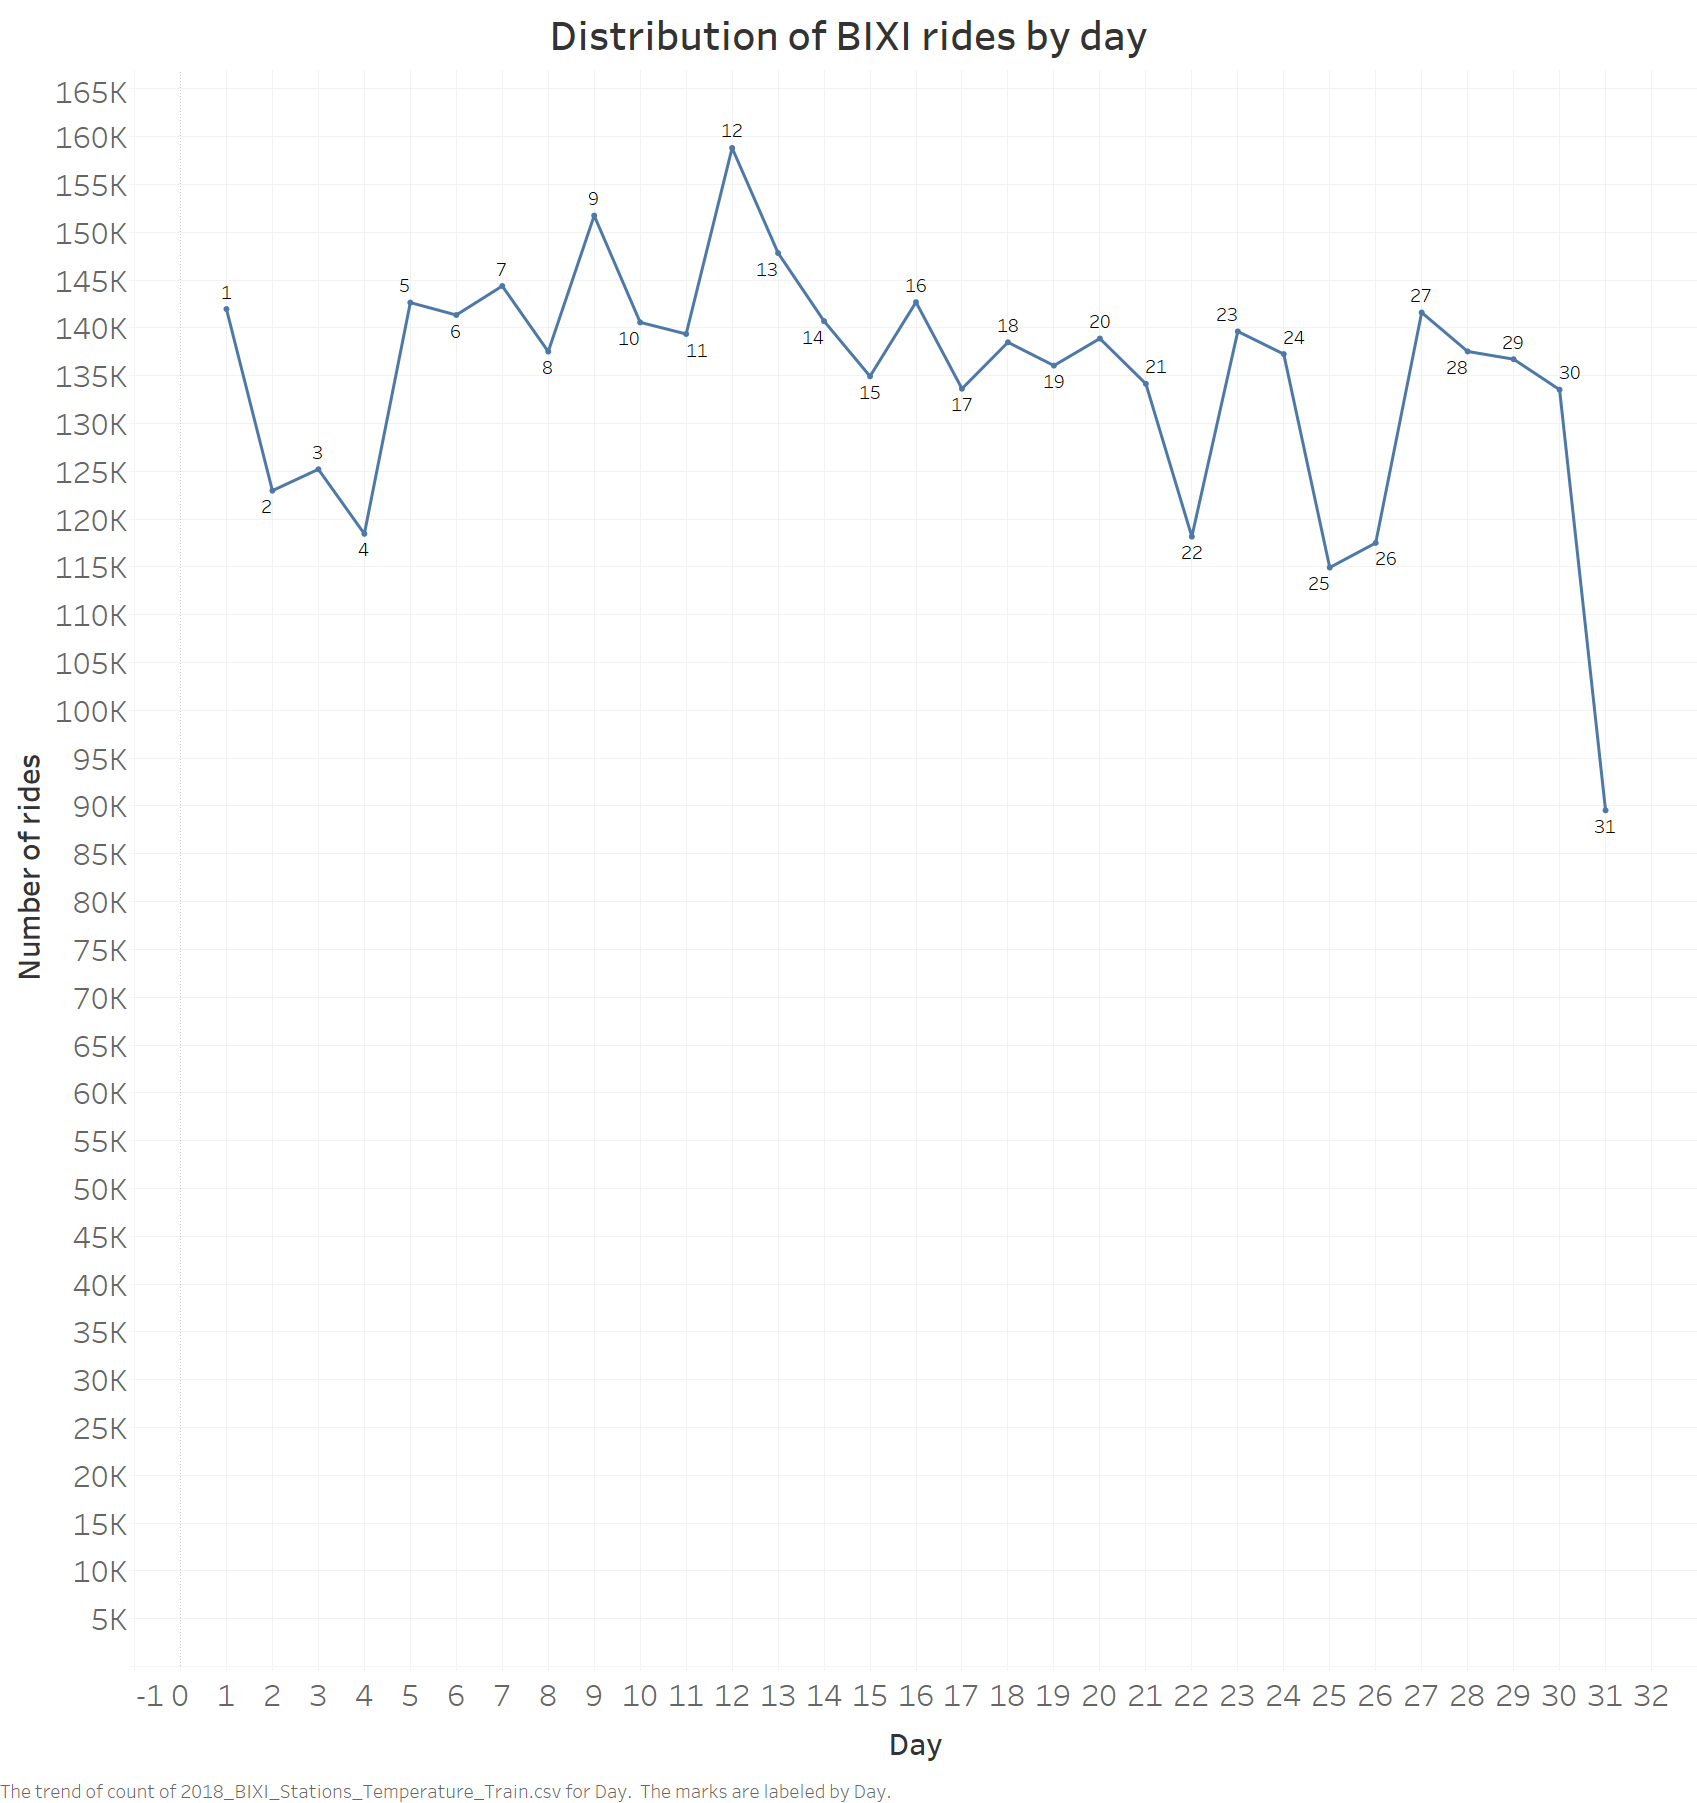 Distribution of BIXI rides by day
165K
160K
155K
150K
145K
140K
135K
130K
125K
120K
115K
110K
105K
100K
95K
90K
85K
80K
75K
70K
65K
60K
55K
50K
45K
40K
35K
30K
25K
20K
15K
10K
5K
Number of rides
1
2
3
4
5
6
7
8
9
10
11
12
13
14
15
16
17
18
19
20
21
22
23
24
25
26
27
28
29
30
31
-1 0 1 2 3 4 5 6 7 8 9 10 11 12 13 14 15 16 17 18 19 20 21 22 23 24 25 26 27 28 29 30 31 32
Day
The trend of count of 2018_BIXI_Stations_Temperature_Train.csv for Day. The marks are labeled by Day.